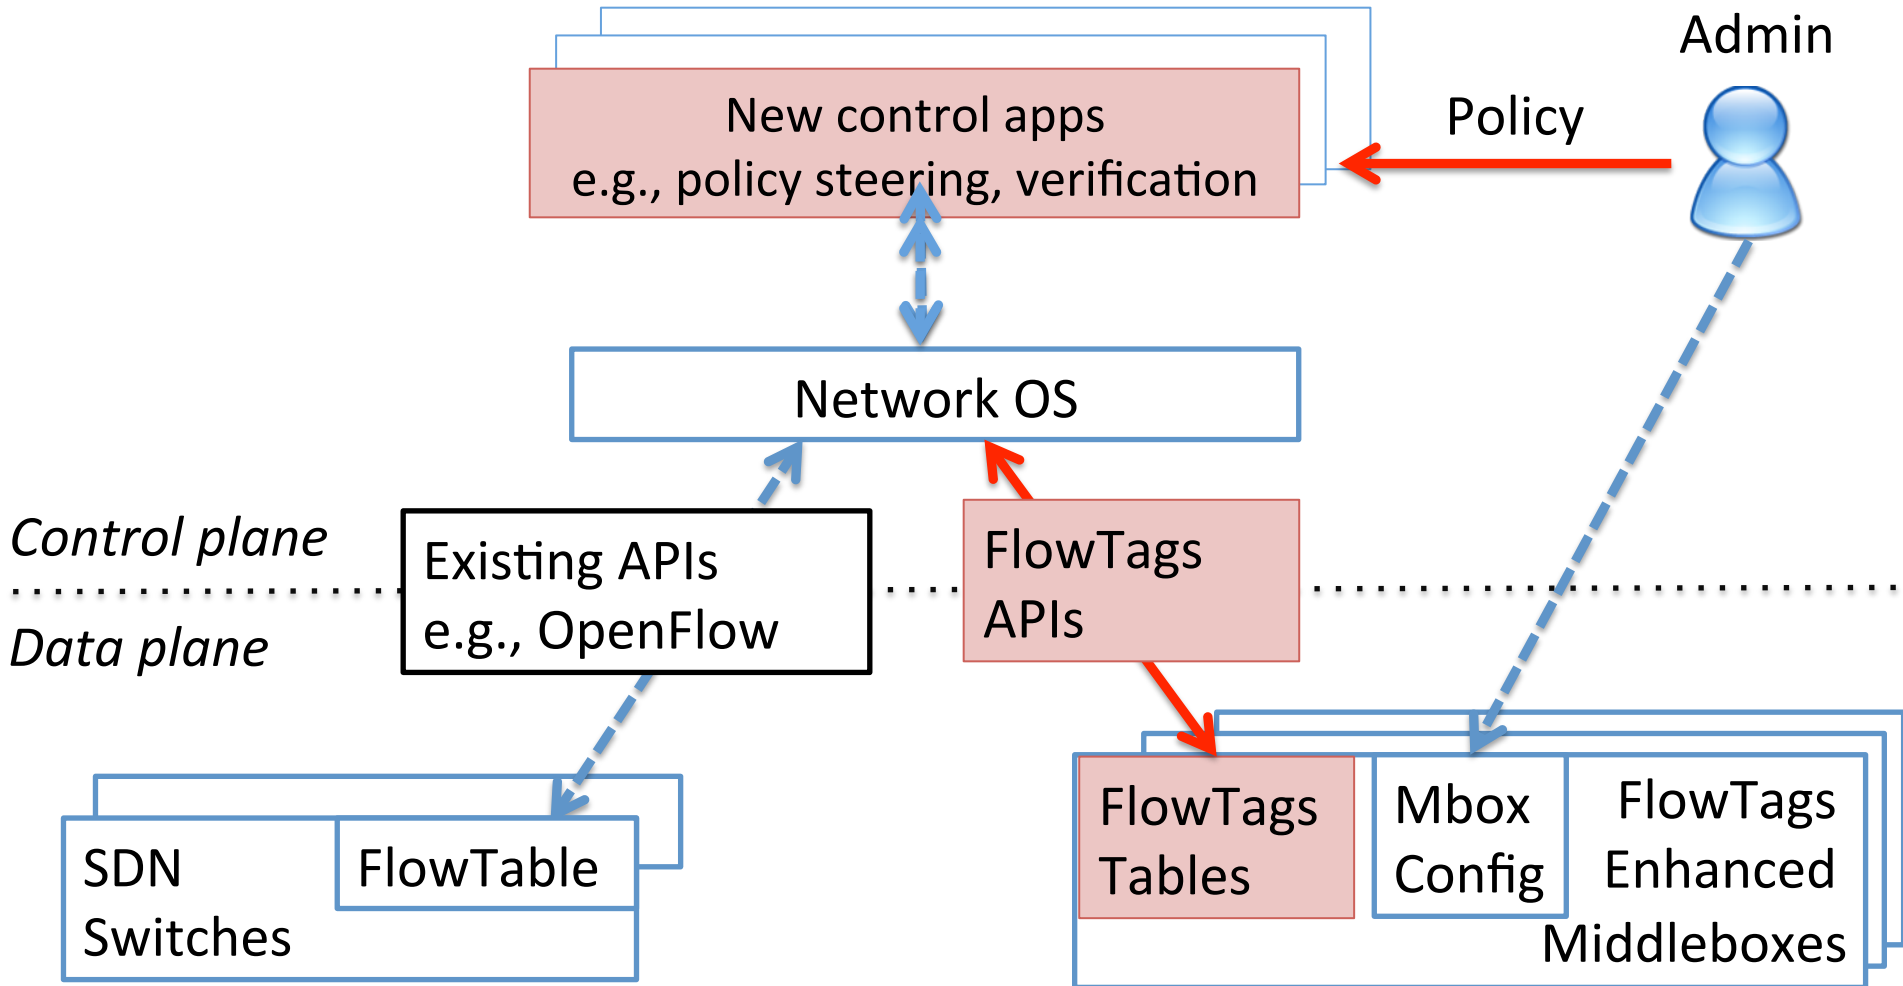 Admin
New control apps
e.g., policy steering, verification
Policy
Network OS
Control plane
Data plane
Existing APIs
e.g., OpenFlow
FlowTags
APIs
SDN
Switches
FlowTable
FlowTags
Tables
Mbox
Config
FlowTags
Enhanced
Middleboxes